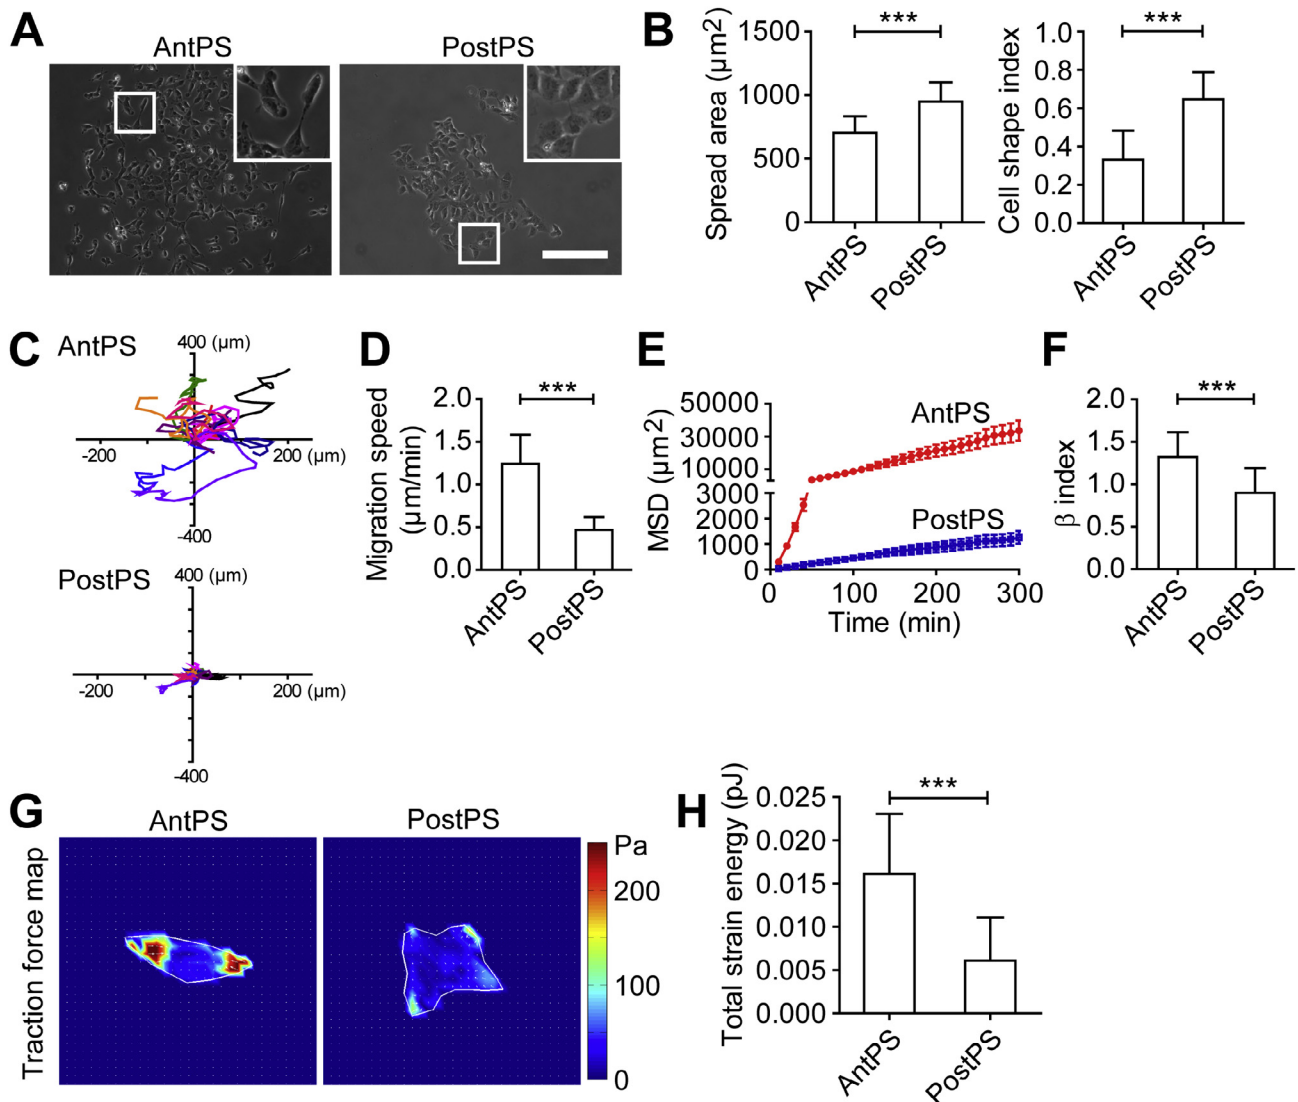 A
AntPS
PostPS
B
Spread area (µm²)
1500
1000
500
0
***
AntPS
PostPS
Cell shape index
1.0
0.8
0.6
0.4
0.2
0.0
***
AntPS
PostPS
C
AntPS
400 (µm)
-200
200 (µm)
-400
PostPS
400 (µm)
-200
200 (µm)
-400
D
Migration speed
(µm/min)
2.0
1.5
1.0
0.5
0.0
***
AntPS
PostPS
E
MSD (µm²)
50000
30000
10000
3000
2000
1000
0
AntPS
PostPS
0
100
200
300
Time (min)
F
β index
2.0
1.5
1.0
0.5
0.0
***
AntPS
PostPS
G
AntPS
PostPS
Traction force map
Pa
200
100
0
H
Total strain energy (pJ)
0.025
0.020
0.015
0.010
0.005
0.000
***
AntPS
PostPS